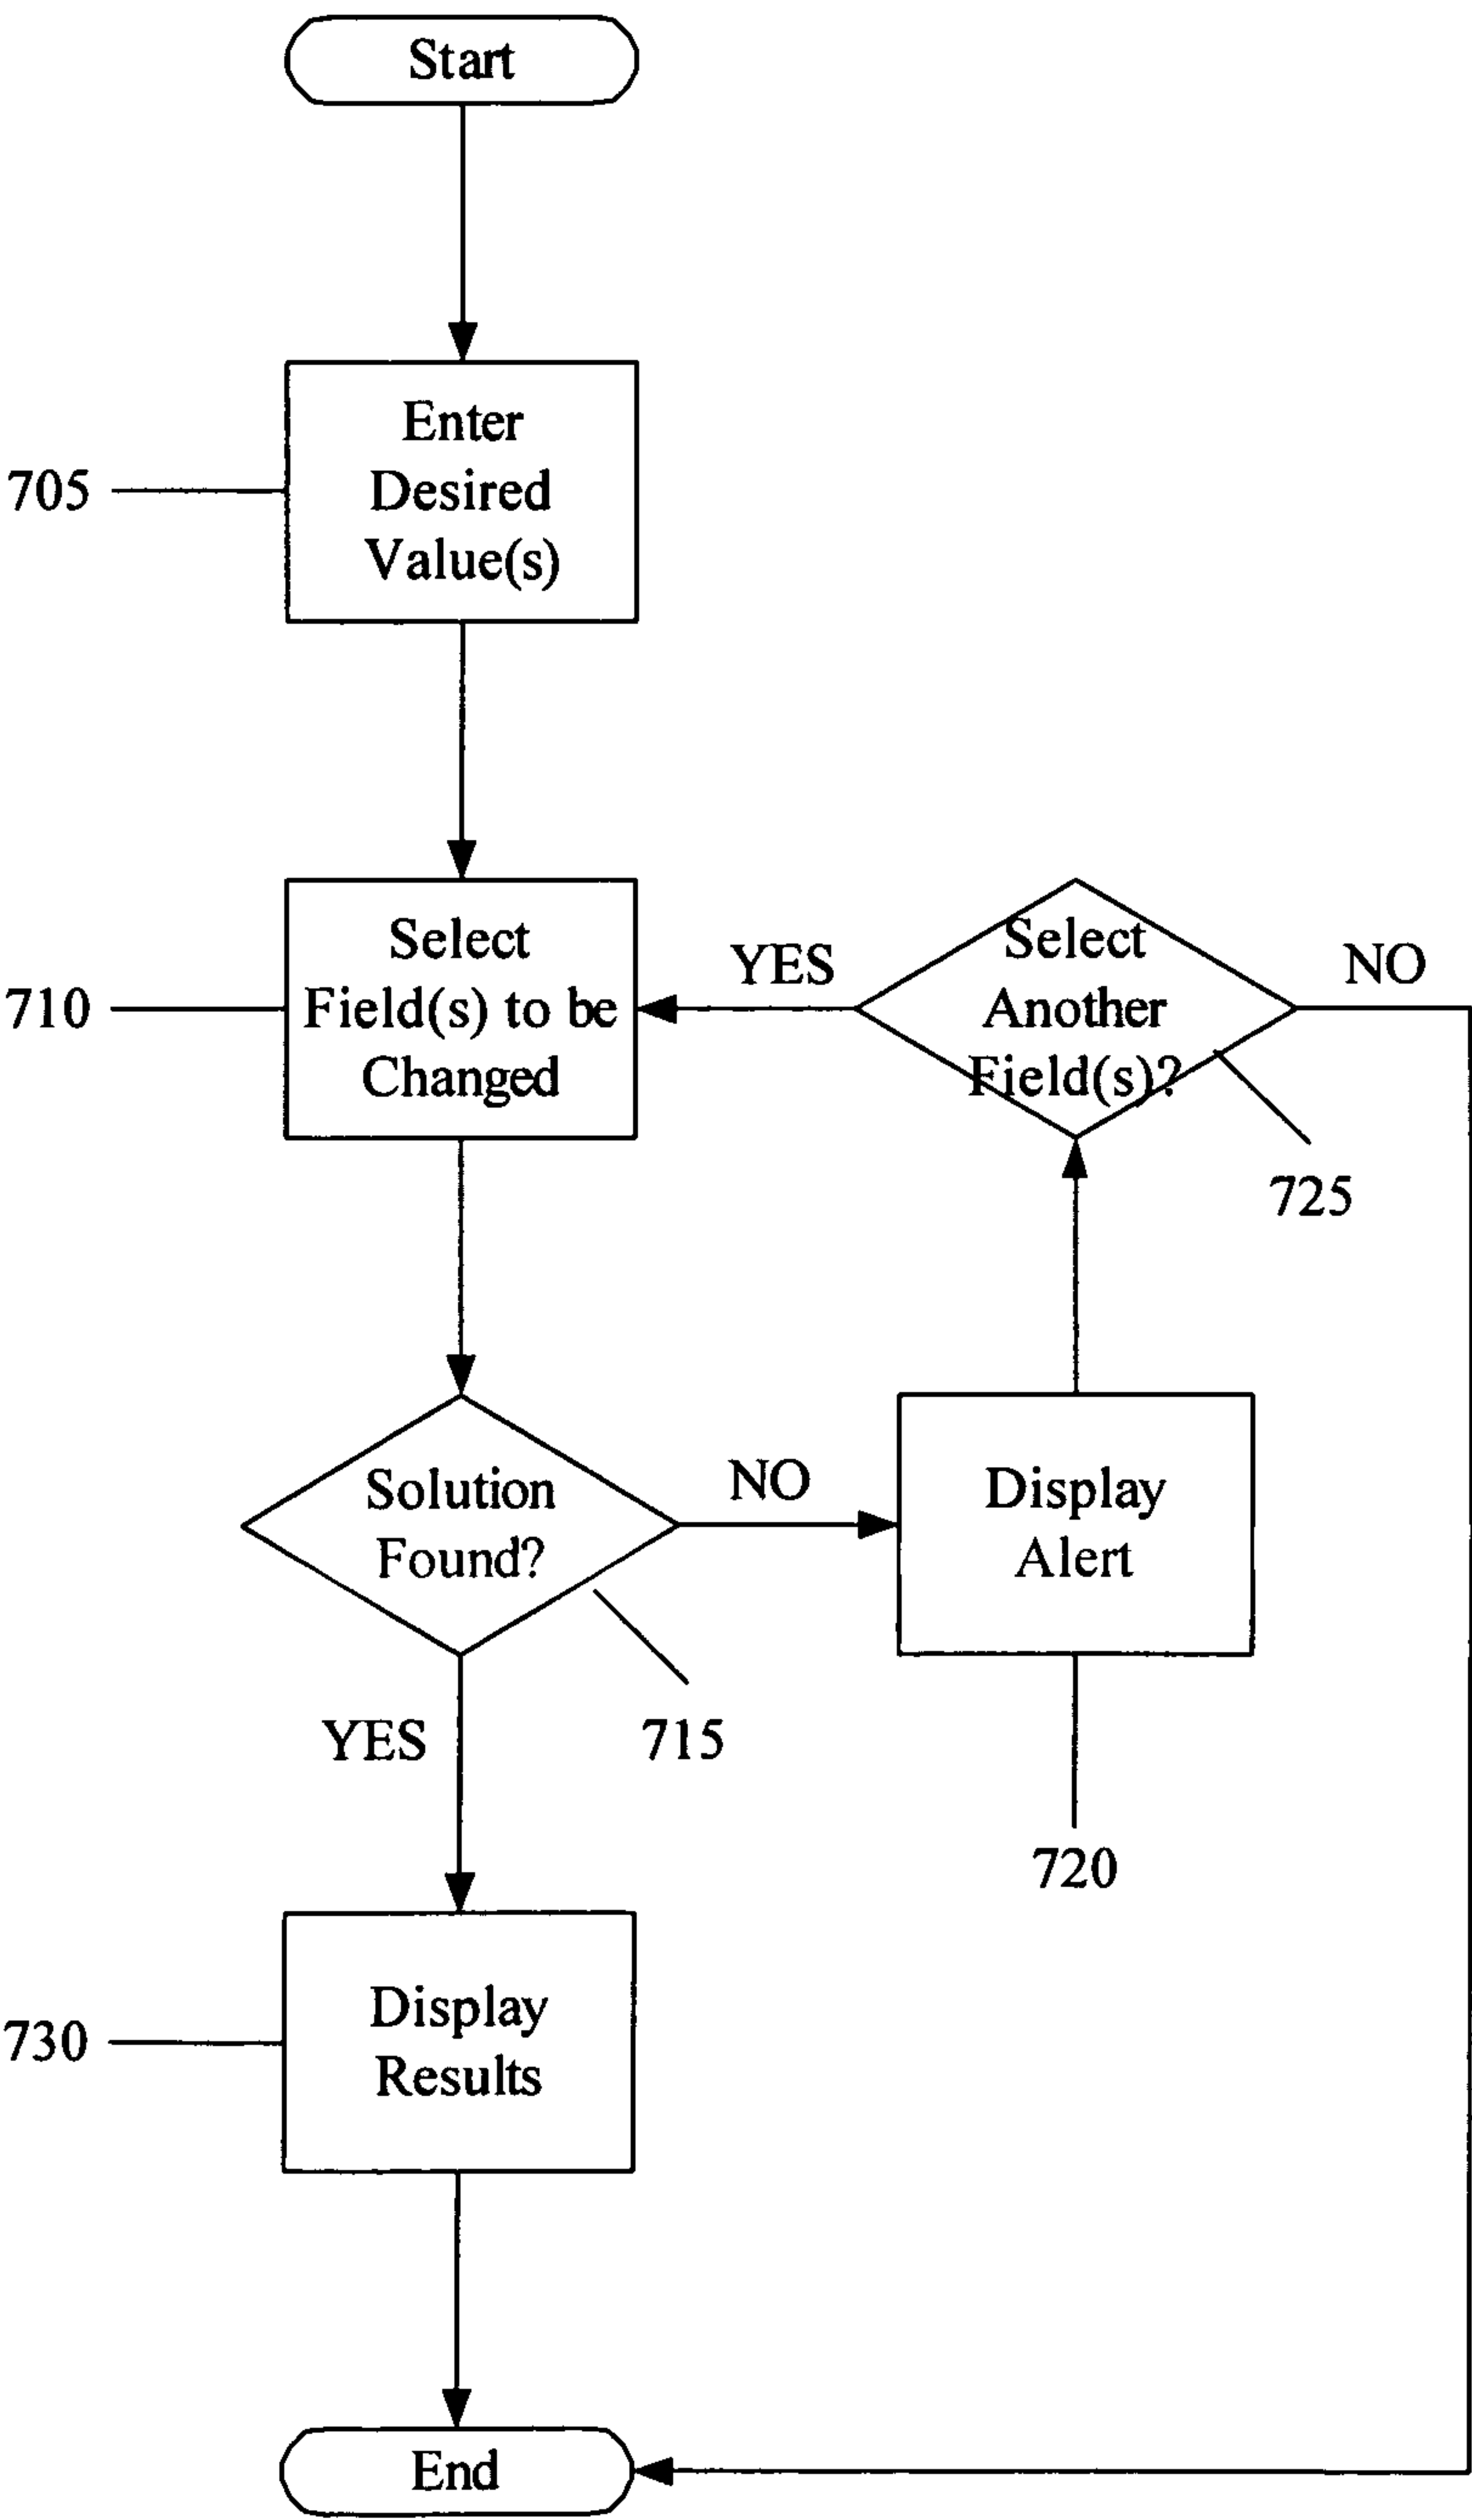 Start
Enter
Desired
Value(s)
705
Select
Field(s) to be
Changed
710
YES
Select
Another
Field(s)?
NO
725
Solution
Found?
NO
Display
Alert
YES
715
720
Display
Results
730
End